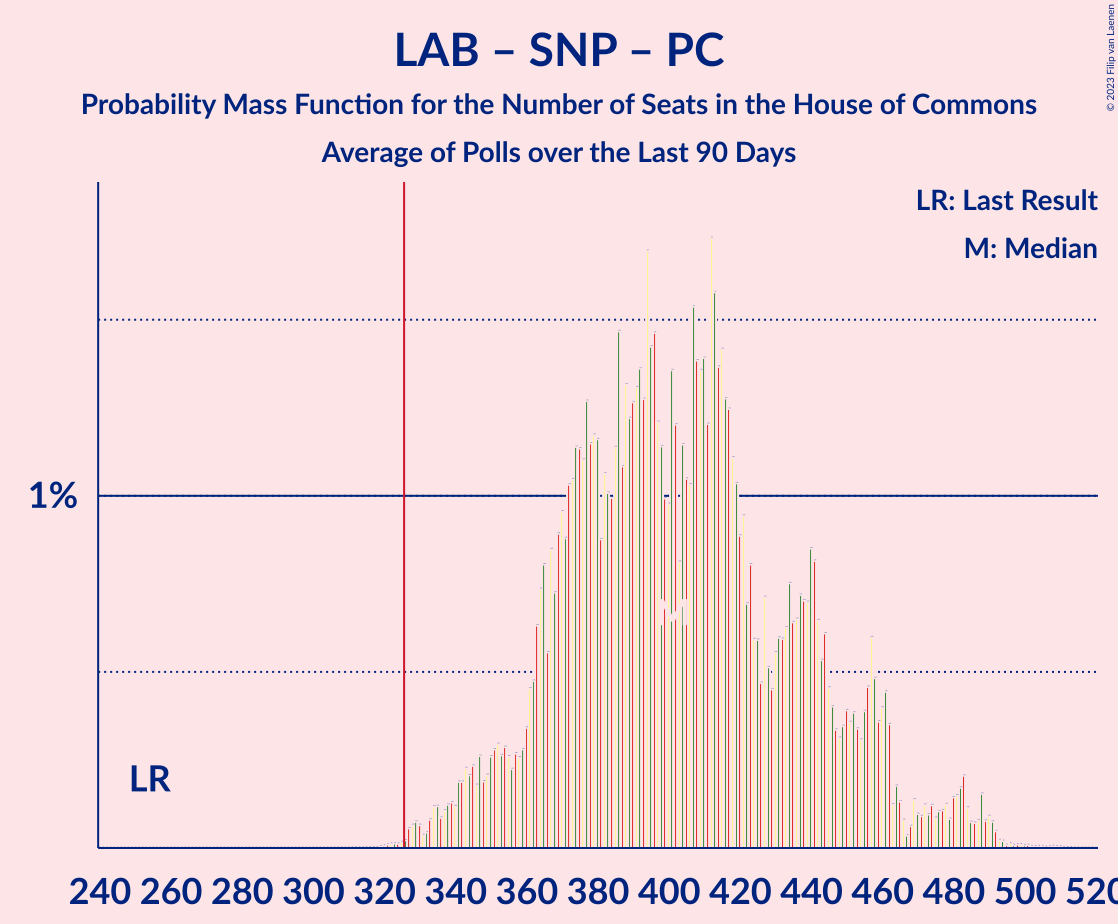 LAB – SNP – PC
Probability Mass Function for the Number of Seats in the House of Commons
Average of Polls over the Last 90 Days
© 2023 Filip van Laenen
LR: Last Result
M: Median
1%
LR
M
240 260 280 300 320 340 360 380 400 420 440 460 480 500 520